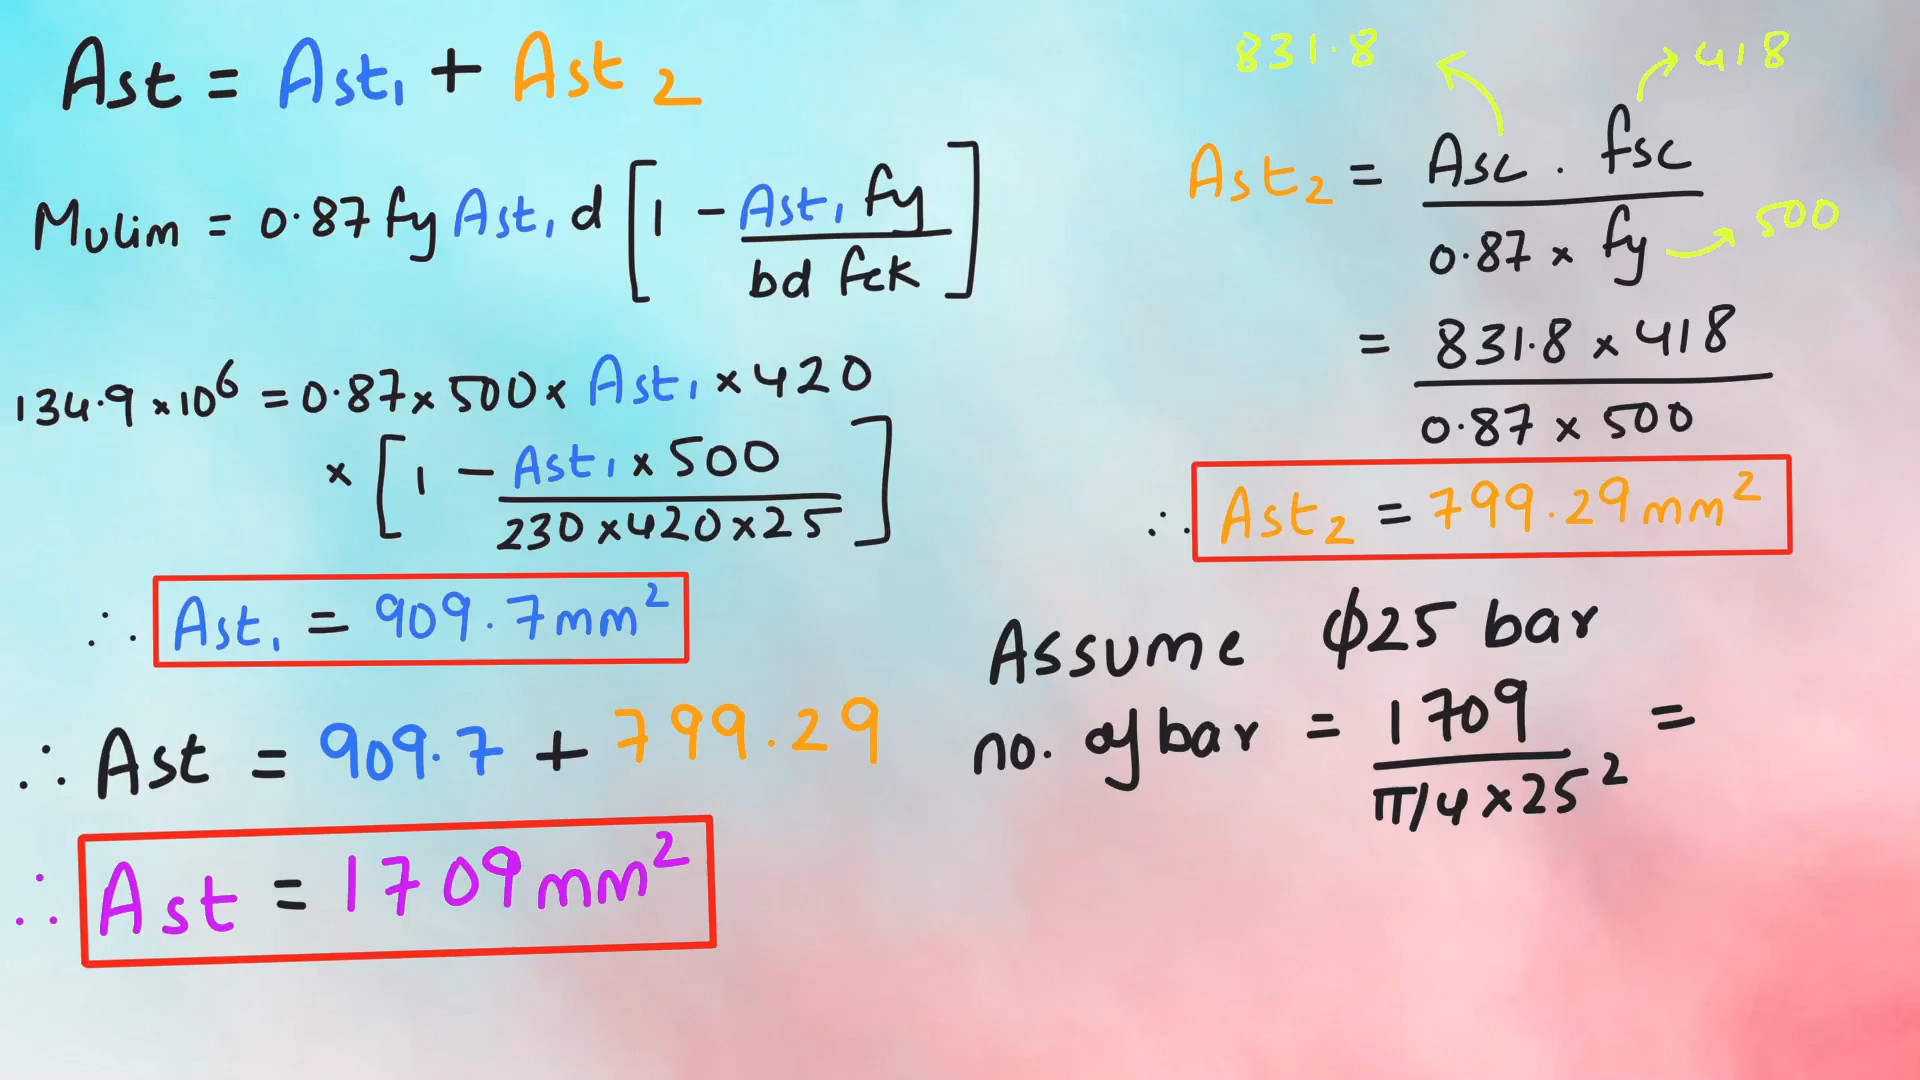 Ast = Ast1 + Ast2
Mulim = 0.87 fy Ast1 d [1 - Ast1 fy / bd fck]
134.9 × 10^6 = 0.87 × 500 × Ast1 × 420
× [1 - Ast1 × 500 / 230 × 420 × 25]
∴ Ast1 = 909.7 mm²
∴ Ast = 909.7 + 799.29
∴ Ast = 1709 mm²
831.8 418
Ast2 = Asc . fsc / 0.87 × fy 500
= 831.8 × 418 / 0.87 × 500
∴ Ast2 = 799.29 mm²
Assume ϕ25 bar
no. of bar = 1709 / π/4 × 25² =